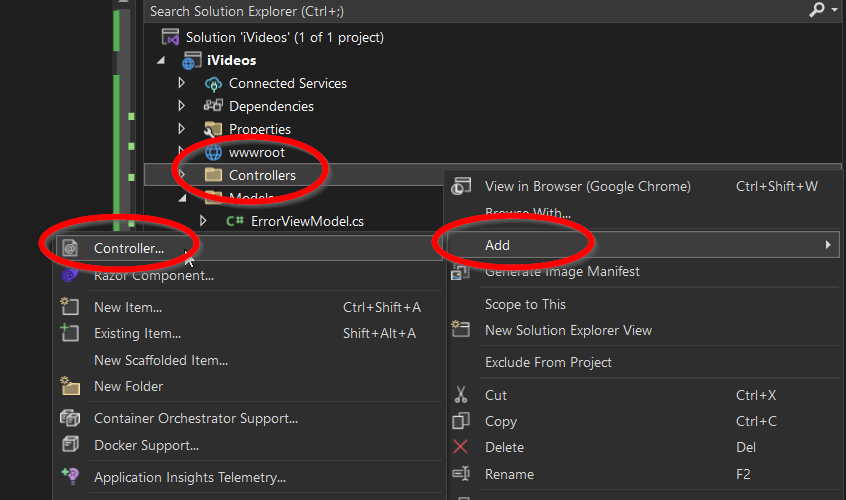 Search Solution Explorer (Ctrl+;)
Solution 'iVideos' (1 of 1 project)
iVideos
Connected Services
Dependencies
Properties
wwwroot
Controllers
Models
C# ErrorViewModel.cs
View in Browser (Google Chrome) Ctrl+Shift+W
Browse With...
Add
Generate Image Manifest
Scope to This
New Solution Explorer View
Exclude From Project
Cut Ctrl+X
Copy Ctrl+C
Delete Del
Rename F2
Controller...
Razor Component...
New Item... Ctrl+Shift+A
Existing Item... Shift+Alt+A
New Scaffolded Item...
New Folder
Container Orchestrator Support...
Docker Support...
Application Insights Telemetry...